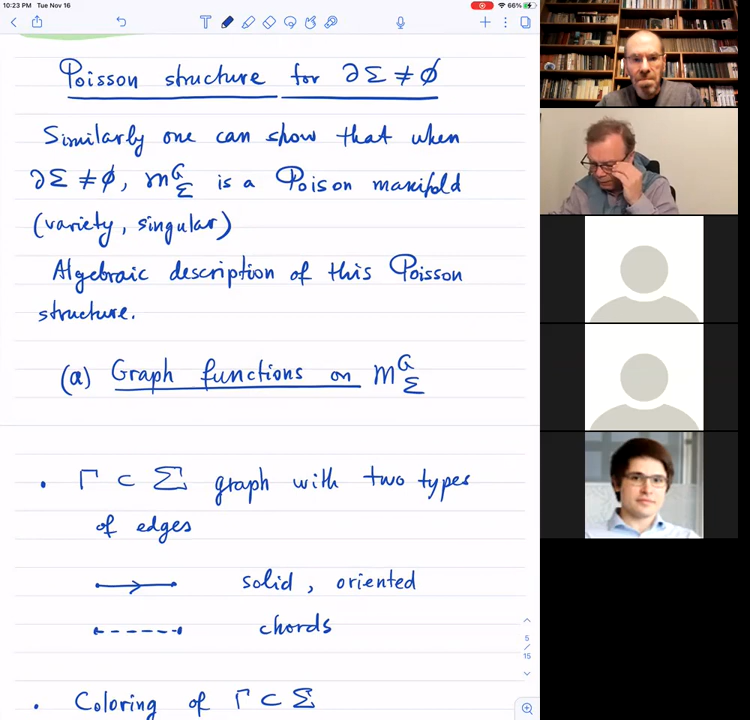 10:23 PM Tue Nov 16
66%
Poisson structure for ∂Σ ≠ ∅
Similarly one can show that when
∂Σ ≠ ∅, m^G_Σ is a Poison manifold
(variety, singular)
Algebraic description of this Poisson
structure.
(a) Graph functions on m^G_Σ
• Γ ⊂ Σ graph with two types
of edges
solid, oriented
chords
5
/
15
• Coloring of Γ ⊂ Σ